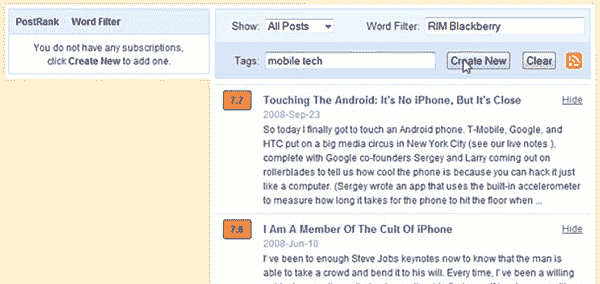 PostRank Word Filter
You do not have any subscriptions,
click Create New to add one.
Show: All Posts Word Filter: RIM Blackberry
Tags: mobile tech Create New Clear
7.7 Touching The Android: It's No iPhone, But It's Close Hide
2008-Sep-23
So today I finally got to touch an Android phone. T-Mobile, Google, and
HTC put on a big media circus in New York City (see our live notes ),
complete with Google co-founders Sergey and Larry coming out on
rollerblades to tell us how cool the phone is because you can hack it just
like a computer. (Sergey wrote an app that uses the built-in accelerometer
to measure how long it takes for the phone to hit the floor when ...
7.6 I Am A Member Of The Cult Of iPhone Hide
2008-Jun-10
I've been to enough Steve Jobs keynotes now to know that the man is
able to take a crowd and bend it to his will. Every time, I've been a willing